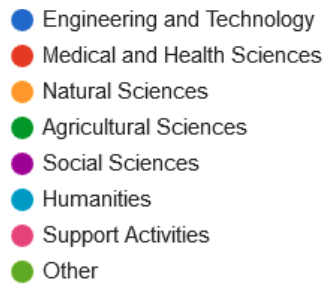 Engineering and Technology
Medical and Health Sciences
Natural Sciences
Agricultural Sciences
Social Sciences
Humanities
Support Activities
Other